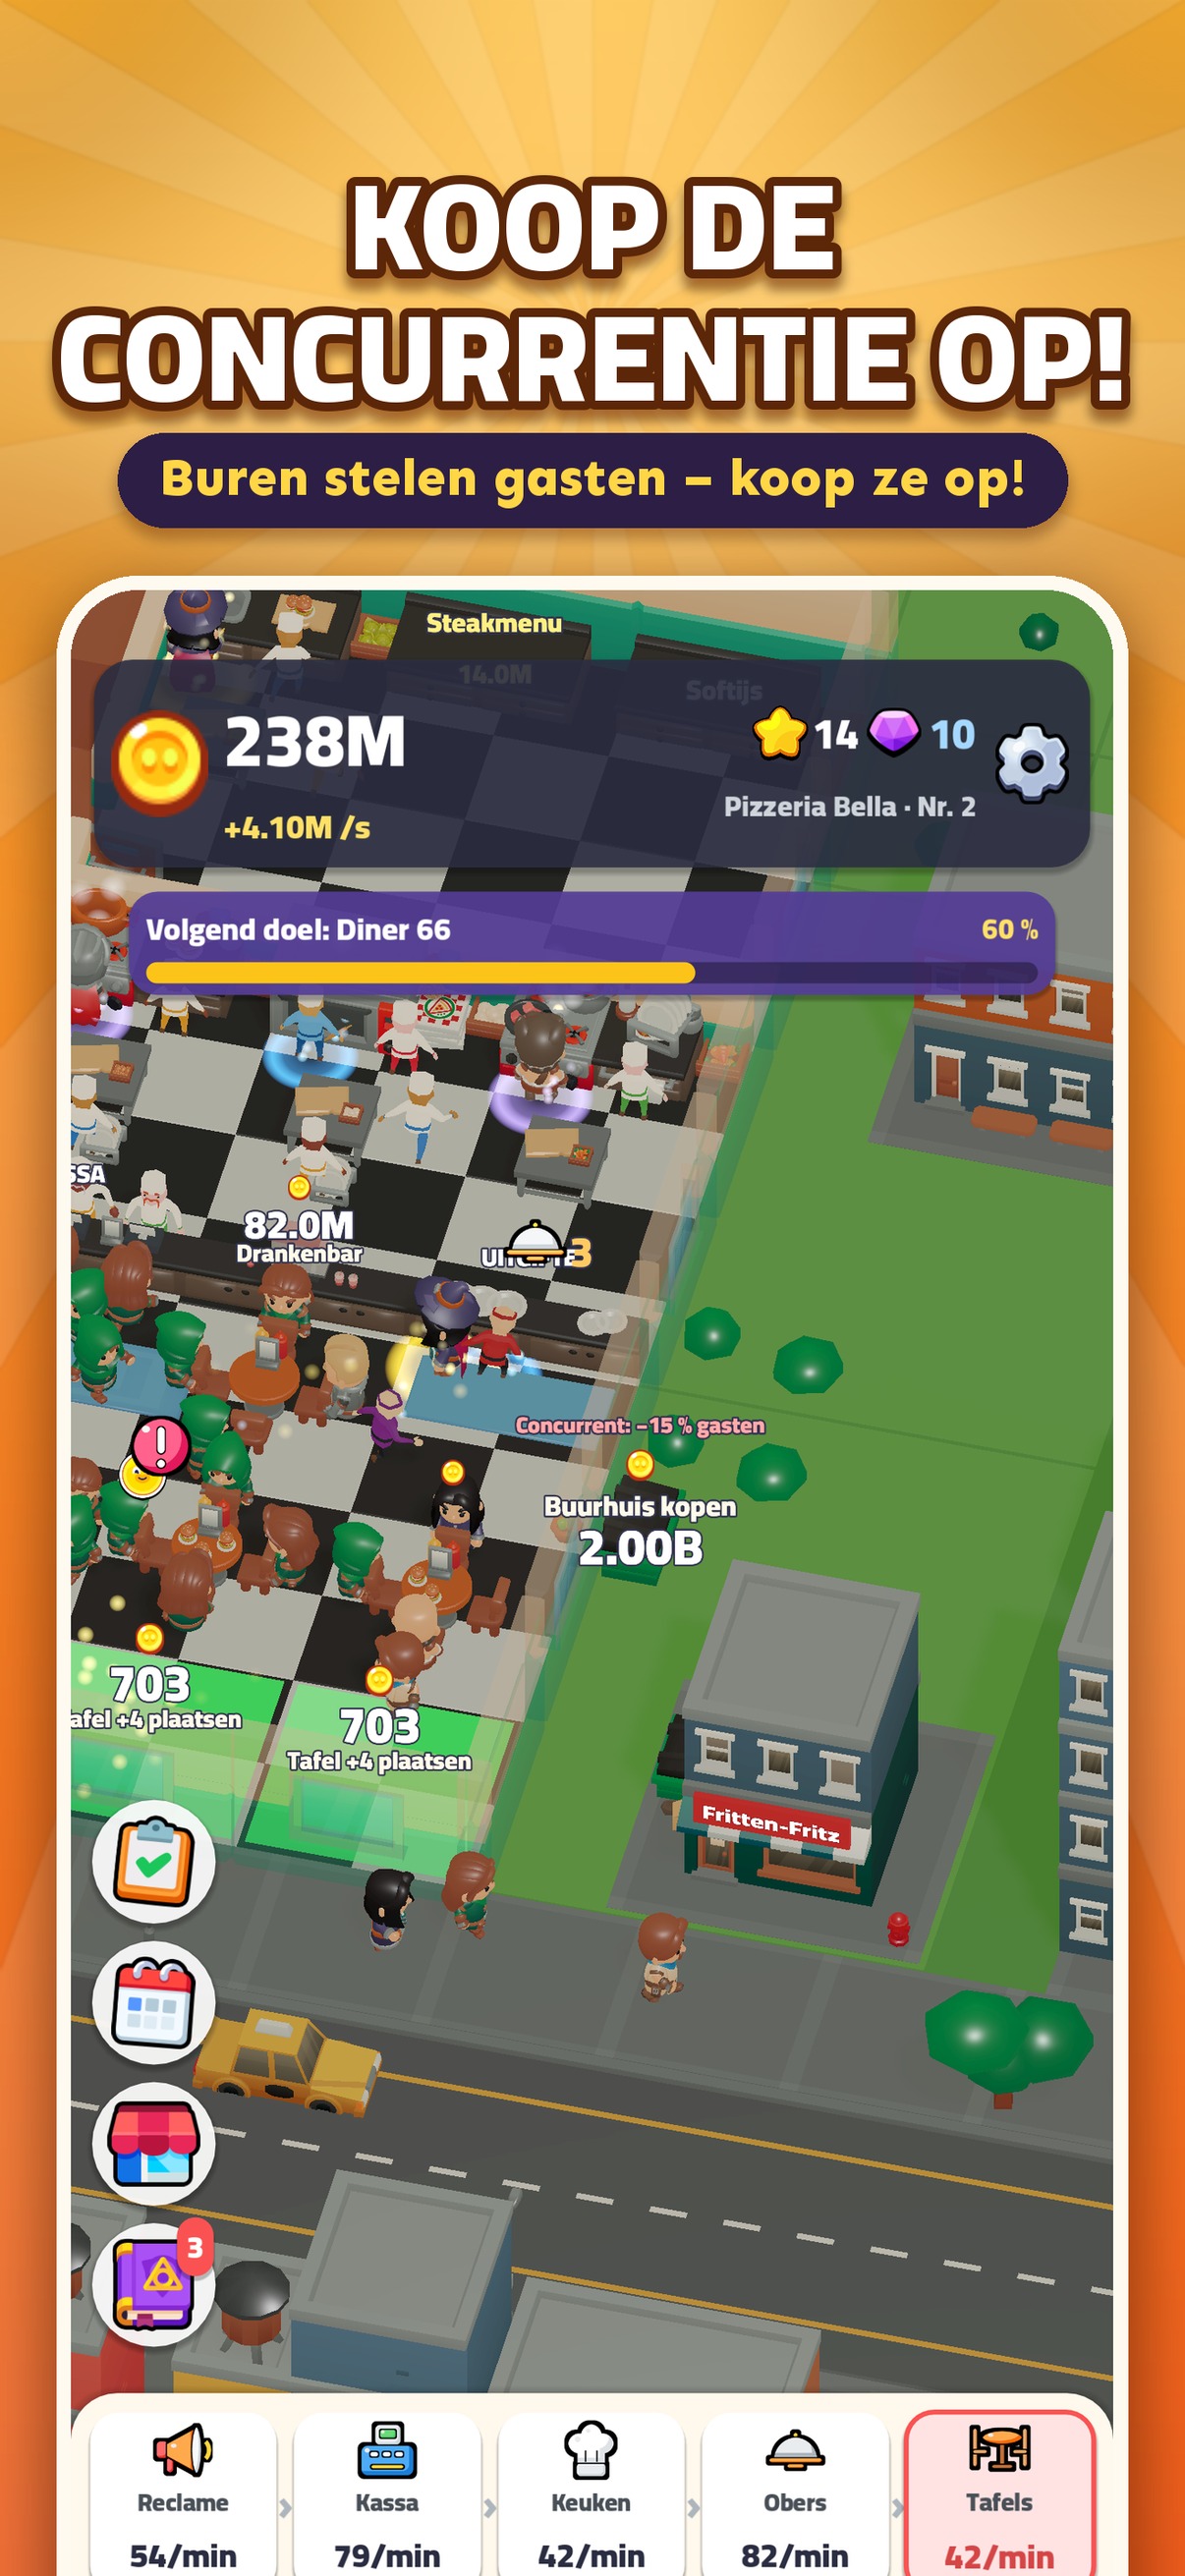 KOOP DE
CONCURRENTIE OP!
Buren stelen gasten – koop ze op!
Steakmenu
14.0M
Softijs
238M
14
10
+4.10M /s
Pizzeria Bella · Nr. 2
Volgend doel: Diner 66
60 %
SSA
82.0M
Drankenbar
3
Concurrent: −15 % gasten
Buurhuis kopen
2.00B
703
afel +4 plaatsen
703
Tafel +4 plaatsen
Fritten-Fritz
3
Reclame
54/min
Kassa
79/min
Keuken
42/min
Obers
82/min
Tafels
42/min